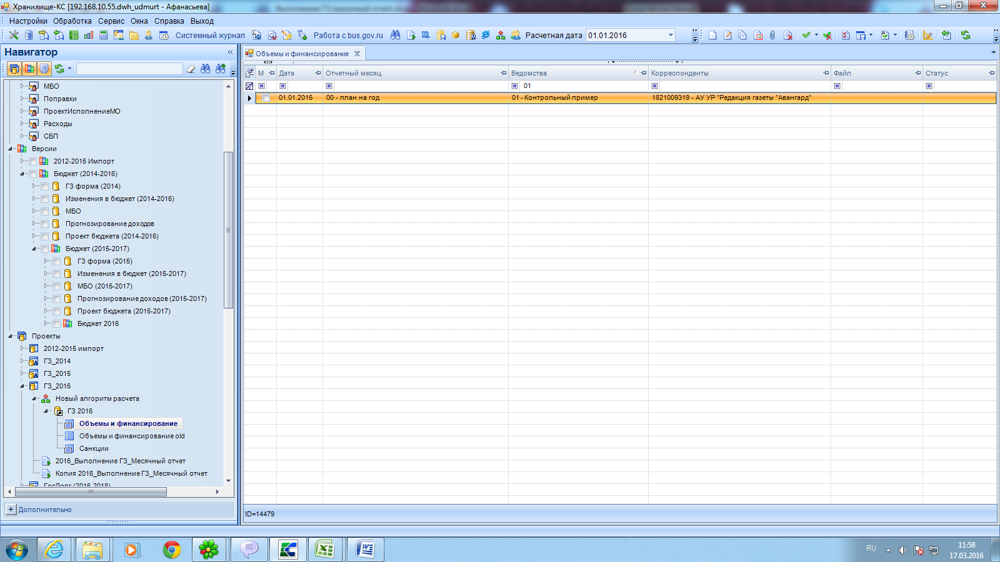 Хранилище-КС [192.168.10.55.dwh_udmurt - Афанасьева]
Настройки Обработка Сервис Окна Справка Выход
Системный журнал Работа с bus.gov.ru SQL Расчетная дата 01.01.2016
Навигатор
МБО
Поправки
ПроектИсполнениеМО
Расходы
СБП
Версии
2012-2015 Импорт
Бюджет (2014-2016)
ГЗ форма (2014)
Изменения в бюджет (2014-2016)
МБО
Прогнозирование доходов
Проект бюджета (2014-2016)
Бюджет (2015-2017)
ГЗ форма (2015)
Изменения в бюджет (2015-2017)
МБО (2015-2017)
Прогнозирование доходов (2015-2017)
Проект бюджета (2015-2017)
Бюджет 2016
Проекты
2012-2015 импорт
ГЗ_2014
ГЗ_2015
ГЗ_2016
Новый алгоритм расчета
ГЗ 2016
Объемы и финансирование
Объемы и финансирование old
Санкции
2016_Выполнение ГЗ_Месячный отчет
Копия 2016_Выполнение ГЗ_Месячный отчет
ГосДолг (2016-2018)
Дополнительно
Объемы и финансирование
М Дата Отчетный месяц Ведомства Корреспонденты Файл Статус
01
01.01.2016 00 - план на год 01 - Контрольный пример 1821009319 - АУ УР "Редакция газеты "Авангард"
ID=14479
RU
11:58
17.03.2016